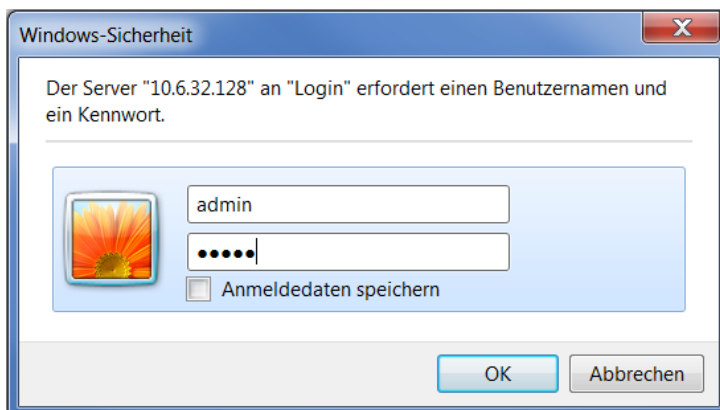 Windows-Sicherheit
Der Server "10.6.32.128" an "Login" erfordert einen Benutzernamen und
ein Kennwort.
admin
●●●●●
Anmeldedaten speichern
OK
Abbrechen